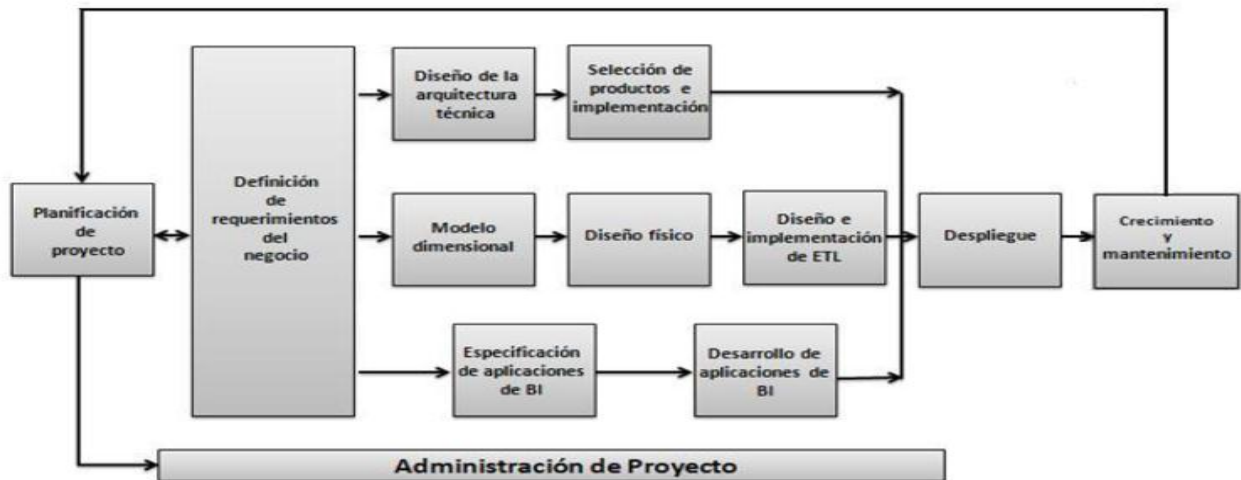 Planificación
de
proyecto
Definición
de
requerimientos
del
negocio
Diseño de la
arquitectura
técnica
Selección de
productos e
implementación
Modelo
dimensional
Diseño físico
Diseño e
implementación
de ETL
Especificación
de aplicaciones
de BI
Desarrollo de
aplicaciones de
BI
Despliegue
Crecimiento
y
mantenimiento
Administración de Proyecto